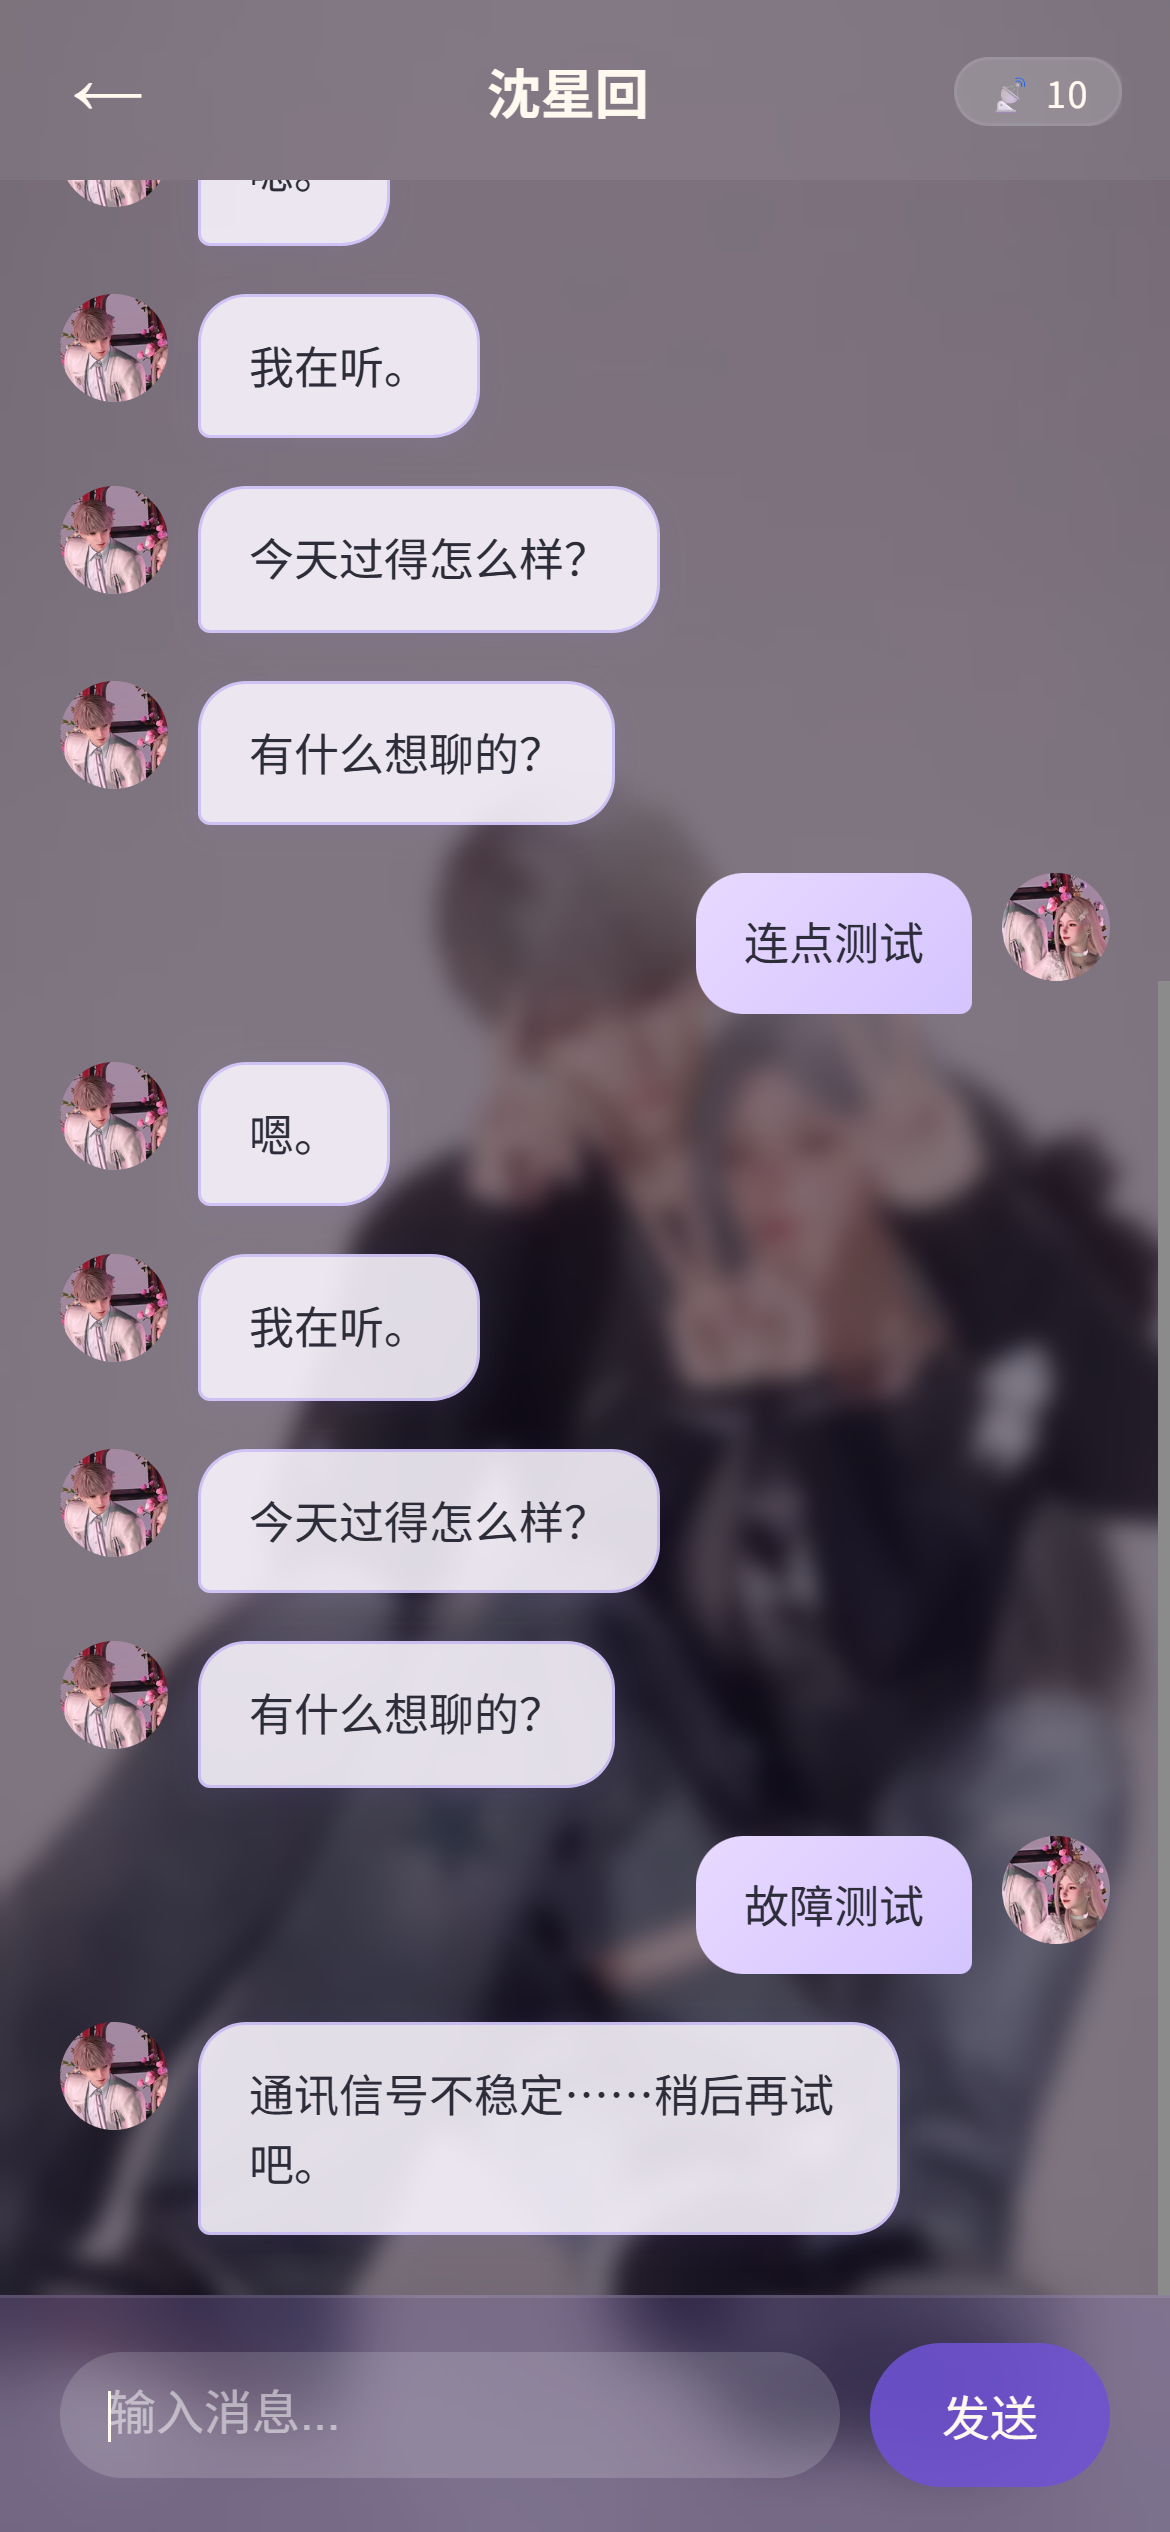 沈星回
10
嗯。
我在听。
今天过得怎么样？
有什么想聊的？
连点测试
嗯。
我在听。
今天过得怎么样？
有什么想聊的？
故障测试
通讯信号不稳定……稍后再试
吧。
输入消息...
发送